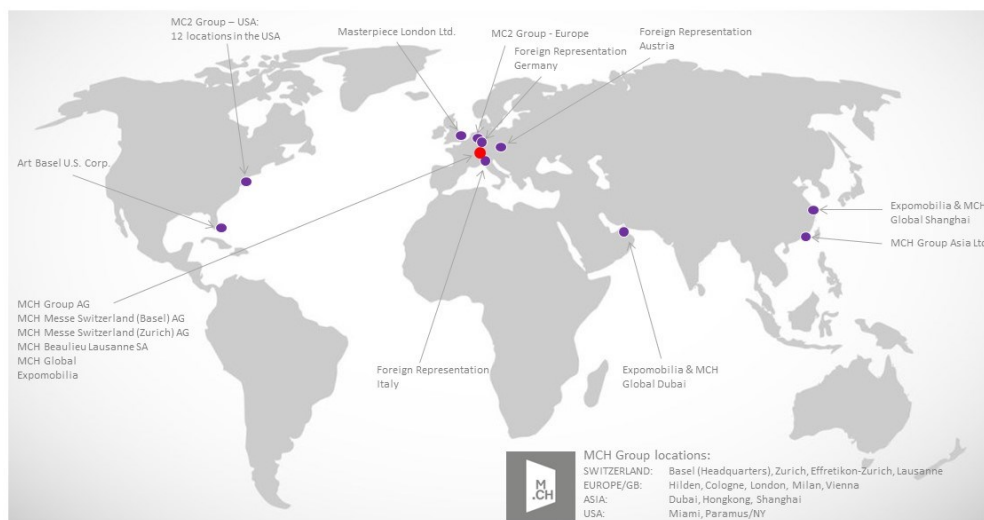 MC2 Group – USA:
12 locations in the USA
Masterpiece London Ltd.
MC2 Group - Europe
Foreign Representation
Germany
Foreign Representation
Austria
Art Basel U.S. Corp.
Expomobilia & MCH
Global Shanghai
MCH Group Asia Ltd
MCH Group AG
MCH Messe Switzerland (Basel) AG
MCH Messe Switzerland (Zurich) AG
MCH Beaulieu Lausanne SA
MCH Global
Expomobilia
Foreign Representation
Italy
Expomobilia & MCH
Global Dubai
M
.CH
MCH Group locations:
SWITZERLAND: Basel (Headquarters), Zurich, Effretikon-Zurich, Lausanne
EUROPE/GB: Hilden, Cologne, London, Milan, Vienna
ASIA: Dubai, Hongkong, Shanghai
USA: Miami, Paramus/NY